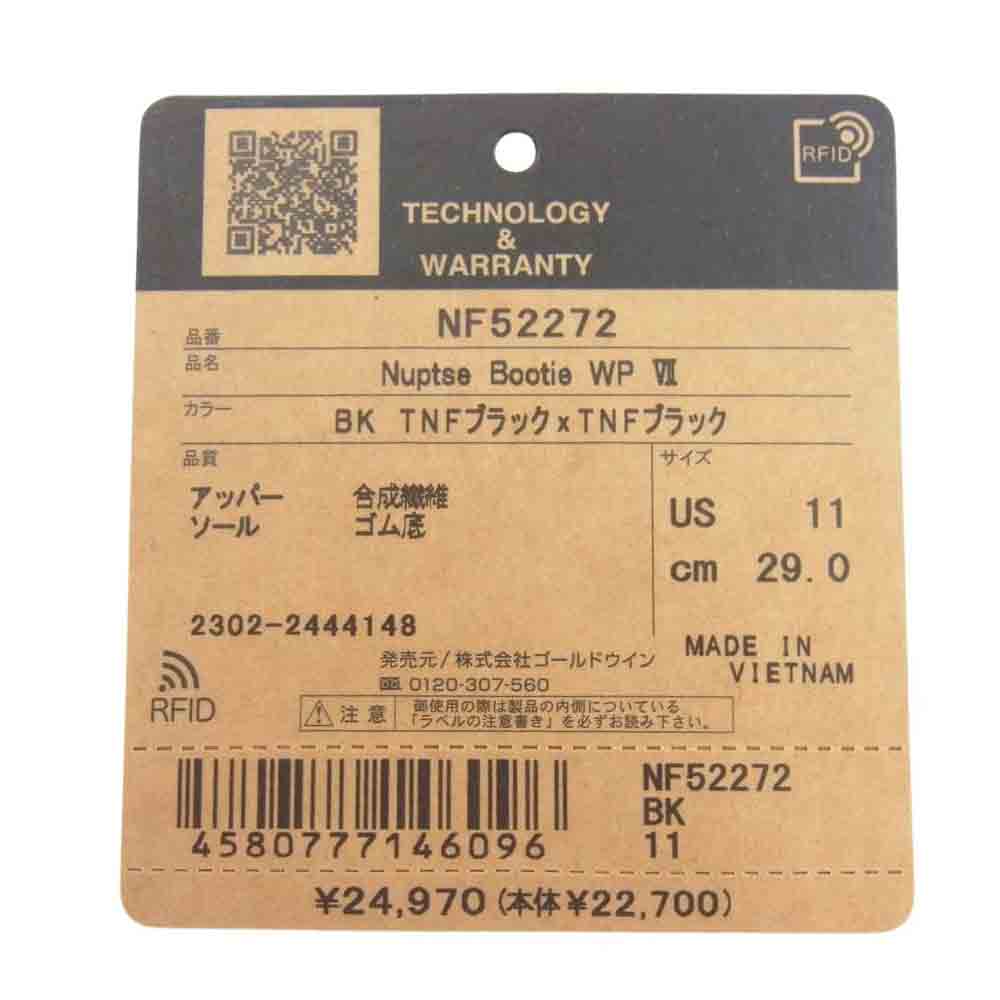 RFID
TECHNOLOGY
&
WARRANTY
品番 NF52272
品名 Nuptse Bootie WP Ⅶ
カラー BK TNFブラックxTNFブラック
品質
アッパー 合成繊維
ソール ゴム底
サイズ
US 11
cm 29.0
2302-2444148
MADE IN
VIETNAM
発売元/株式会社ゴールドウイン
0120-307-560
RFID
注意
御使用の際は製品の内側についている
「ラベルの注意書き」を必ずお読み下さい。
4580777146096
NF52272
BK
11
¥24,970(本体¥22,700)